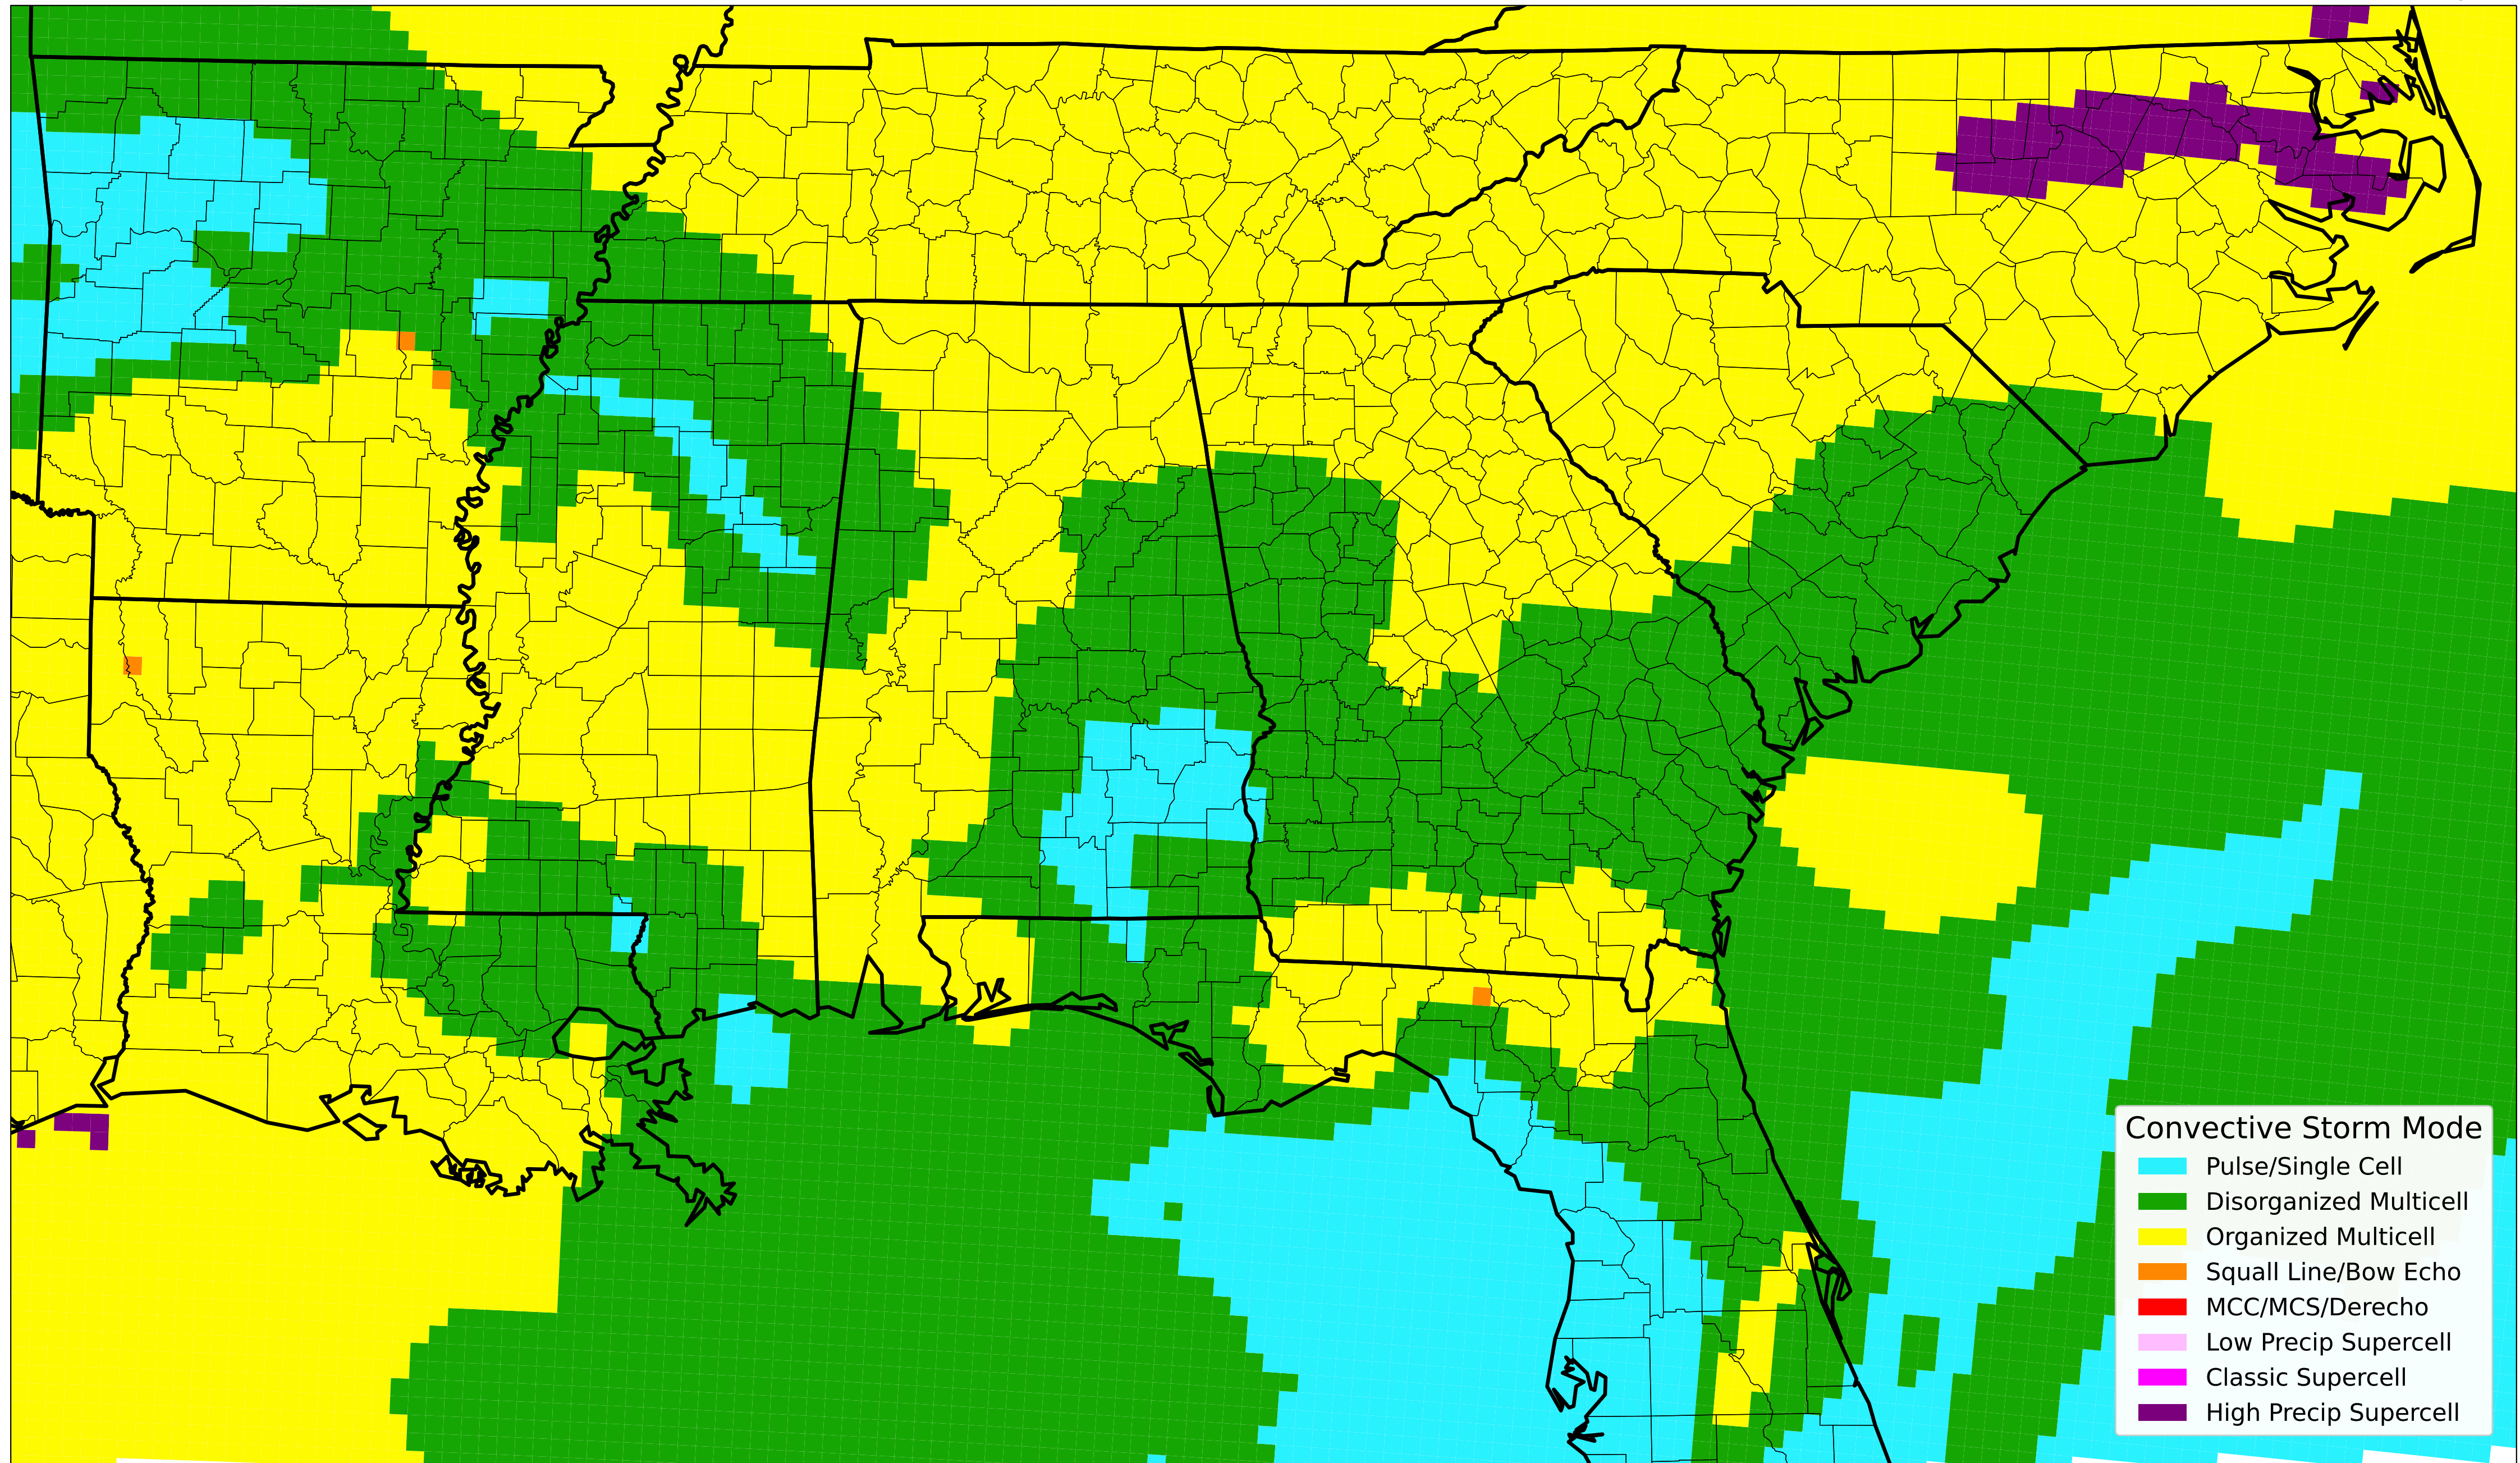 Convective Storm Mode
Pulse/Single Cell
Disorganized Multicell
Organized Multicell
Squall Line/Bow Echo
MCC/MCS/Derecho
Low Precip Supercell
Classic Supercell
High Precip Supercell